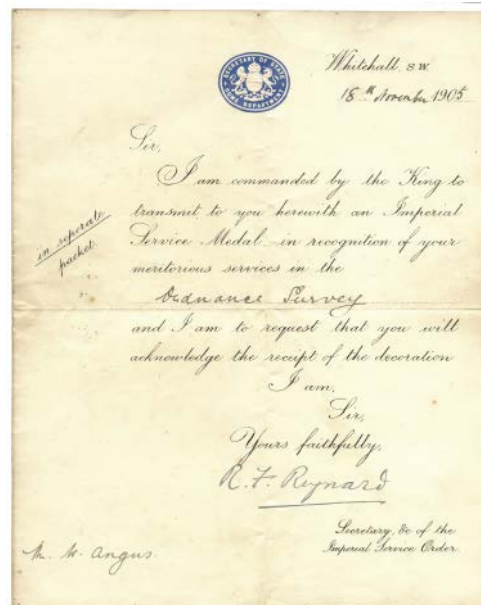 SECRETARY OF STATE
HOME DEPARTMENT
Whitehall, S.W.
18th November 1905
Sir,
I am commanded by the King to
transmit to you herewith an Imperial
Service Medal in recognition of your
meritorious services in the
Ordnance Survey
and I am to request that you will
acknowledge the receipt of the decoration
I am,
Sir,
Yours faithfully,
R. F. Reynard
Secretary, &c of the
Imperial Service Order.
in seperate
packet.
Mr. W. Angus.